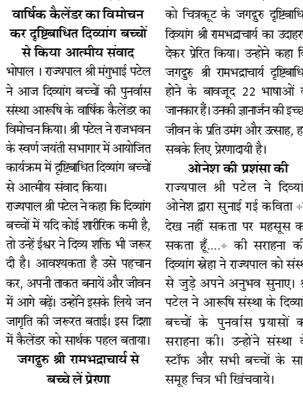 वार्षिक कैलेंडर का विमोचन
कर दृष्टिबाधित दिव्यांग बच्चों
से किया आत्मीय संवाद
भोपाल । राज्यपाल श्री मंगुभाई पटेल
ने आज दिव्यांग बच्चों की पुनर्वास
संस्था आरूषि के वार्षिक कैलेंडर का
विमोचन किया। श्री पटेल ने राजभवन
के स्वर्ण जयंती सभागार में आयोजित
कार्यक्रम में दृष्टिबाधित दिव्यांग बच्चों
से आत्मीय संवाद किया।
राज्यपाल श्री पटेल ने कहा कि दिव्यांग
बच्चों में यदि कोई शारीरिक कमी है,
तो उन्हें ईश्वर ने दिव्य शक्ति भी जरूर
दी है। आवश्यकता है उसे पहचान
कर, अपनी ताकत बनायें और जीवन
में आगे बढ़ें। उन्होंने इसके लिये जन
जागृति की जरूरत बताई। इस दिशा
में कैलेंडर को सार्थक पहल बताया।
जगद्गुरु श्री रामभद्राचार्य से
बच्चे लें प्रेरणा
को चित्रकूट के जगद्गुरु दृष्टिबाधि
दिव्यांग श्री रामभद्राचार्य का उदाहर
देकर प्रेरित किया। उन्होंने कहा वि
जगद्गुरु श्री रामभद्राचार्य दृष्टिबाधि
होने के बावजूद 22 भाषाओं व
जानकार हैं। उनकी ज्ञानार्जन की इच्छ
जीवन के प्रति उमंग और उत्साह, ह
सबके लिए प्रेरणादायी है।
ओनेश की प्रशंसा की
राज्यपाल श्री पटेल ने दिव्यां
ओनेश द्वारा सुनाई गई कविता ÷
देख नहीं सकता पर महसूस क
सकता हूँ....÷ की सराहना की
दिव्यांग स्नेहा ने राज्यपाल को संस्
से जुड़े अपने अनुभव सुनाए। श्र
पटेल ने आरूषि संस्था के दिव्यां
बच्चों के पुनर्वास प्रयासों क
सराहना की। उन्होंने संस्था वे
स्टॉफ और सभी बच्चों के सा
समूह चित्र भी खिंचवाये।